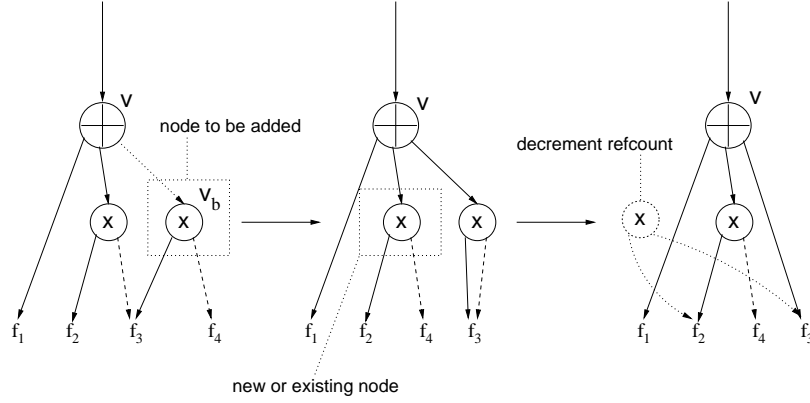 V
V
V
node to be added
decrement refcount
V_b
x
x
x
x
x
x
f_1
f_2
f_3
f_4
f_1
f_2
f_4
f_3
f_1
f_2
f_4
f_3
new or existing node